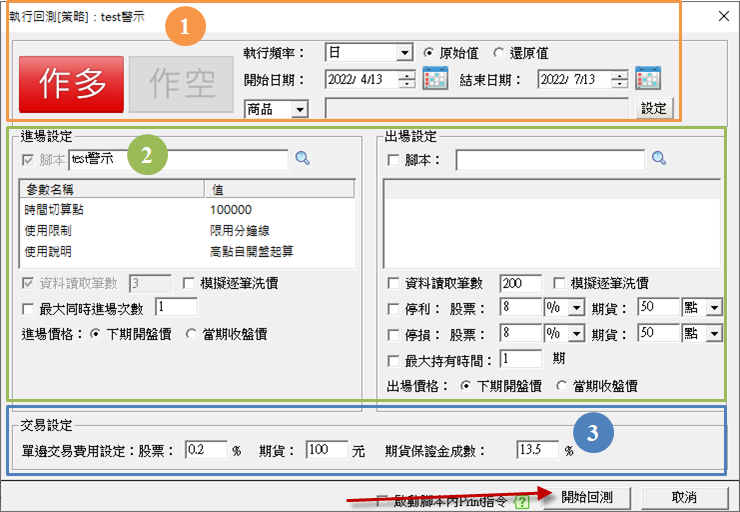 執行回測[策略]：test警示
1
作多
作空
執行頻率： 日 原始值 還原值
開始日期： 2022/ 4/13 結束日期： 2022/ 7/13
商品 設定
進場設定
2
腳本 test警示
參數名稱 值
時間切算點 100000
使用限制 限用分鐘線
使用說明 高點自開盤起算
資料讀取筆數 3 模擬逐筆洗價
最大同時進場次數 1
進場價格： 下期開盤價 當期收盤價
出場設定
腳本：
資料讀取筆數 200 模擬逐筆洗價
停利： 股票： 8 % 期貨： 50 點
停損： 股票： 8 % 期貨： 50 點
最大持有時間： 1 期
出場價格： 下期開盤價 當期收盤價
交易設定
3
單邊交易費用設定：股票： 0.2 % 期貨： 100 元 期貨保證金成數： 13.5 %
啟動腳本內Print指令 ? 開始回測 取消